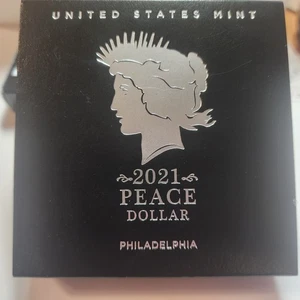 UNITED STATES MINT
2021
PEACE
DOLLAR
PHILADELPHIA